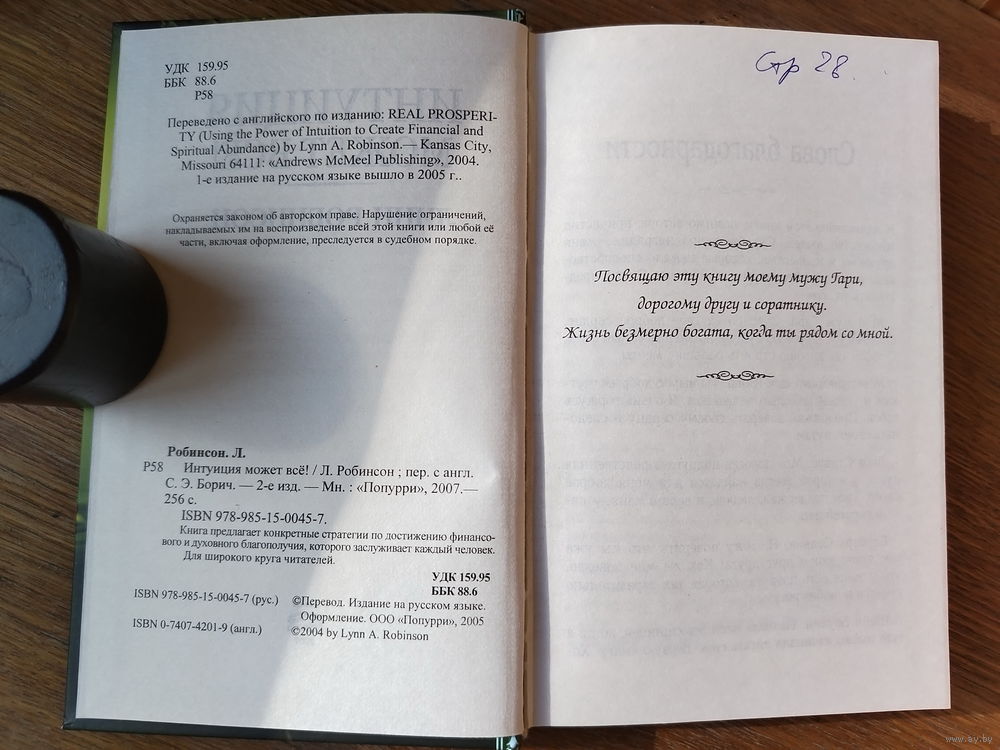 УДК 159.95
ББК 88.6
Р58
Переведено с английского по изданию: REAL PROSPERI-
TY (Using the Power of Intuition to Create Financial and
Spiritual Abundance) by Lynn A. Robinson.— Kansas City,
Missouri 64111: «Andrews McMeel Publishing», 2004.
1-е издание на русском языке вышло в 2005 г..
Охраняется законом об авторском праве. Нарушение ограничений,
накладываемых им на воспроизведение всей этой книги или любой её
части, включая оформление, преследуется в судебном порядке.
Робинсон. Л.
Р58 Интуиция может всё! / Л. Робинсон ; пер. с англ.
С. Э. Борич. — 2-е изд. — Мн. : «Попурри», 2007.—
256 с.
ISBN 978-985-15-0045-7.
Книга предлагает конкретные стратегии по достижению финансо-
вого и духовного благополучия, которого заслуживает каждый человек.
Для широкого круга читателей.
УДК 159.95
ББК 88.6
ISBN 978-985-15-0045-7 (рус.) ©Перевод. Издание на русском языке.
Оформление. ООО «Попурри», 2005
ISBN 0-7407-4201-9 (англ.) ©2004 by Lynn A. Robinson
Стр 28.
Посвящаю эту книгу моему мужу Гари,
дорогому другу и соратнику.
Жизнь безмерно богата, когда ты рядом со мной.
www.ay.by